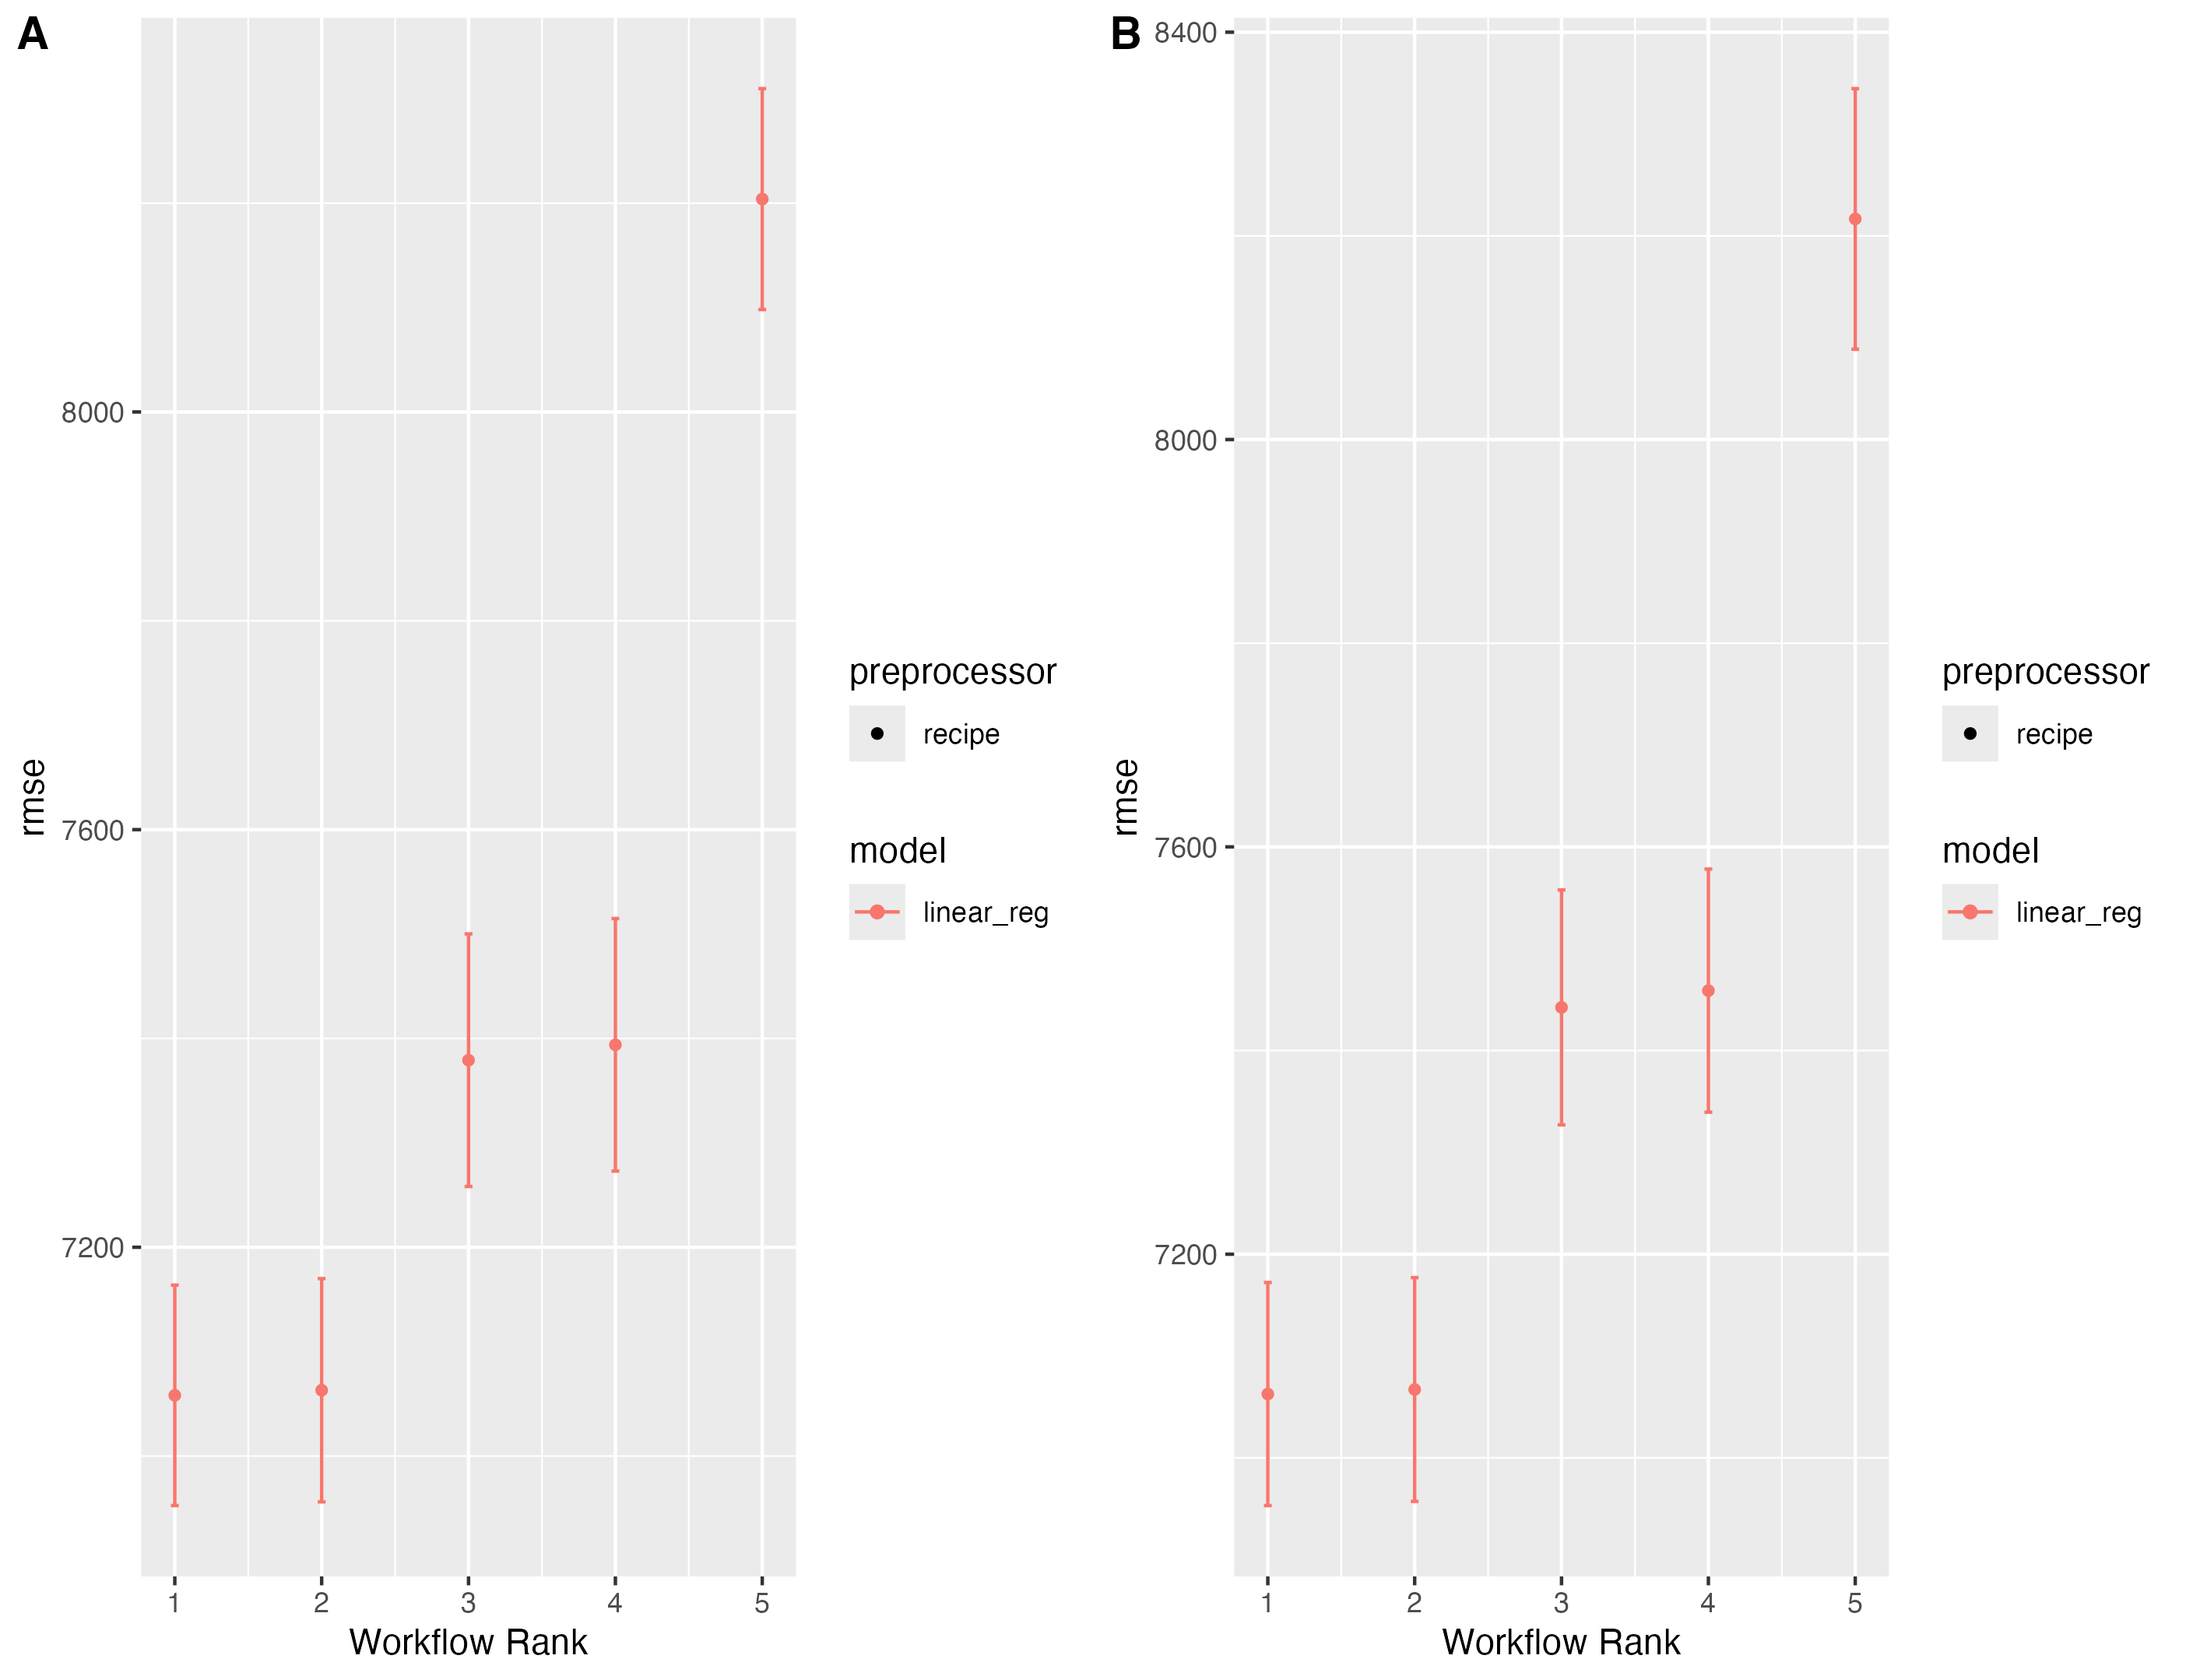 A
rmse
8000
7600
7200
1 2 3 4 5
Workflow Rank
preprocessor
recipe
model
linear_reg
B
rmse
8400
8000
7600
7200
1 2 3 4 5
Workflow Rank
preprocessor
recipe
model
linear_reg